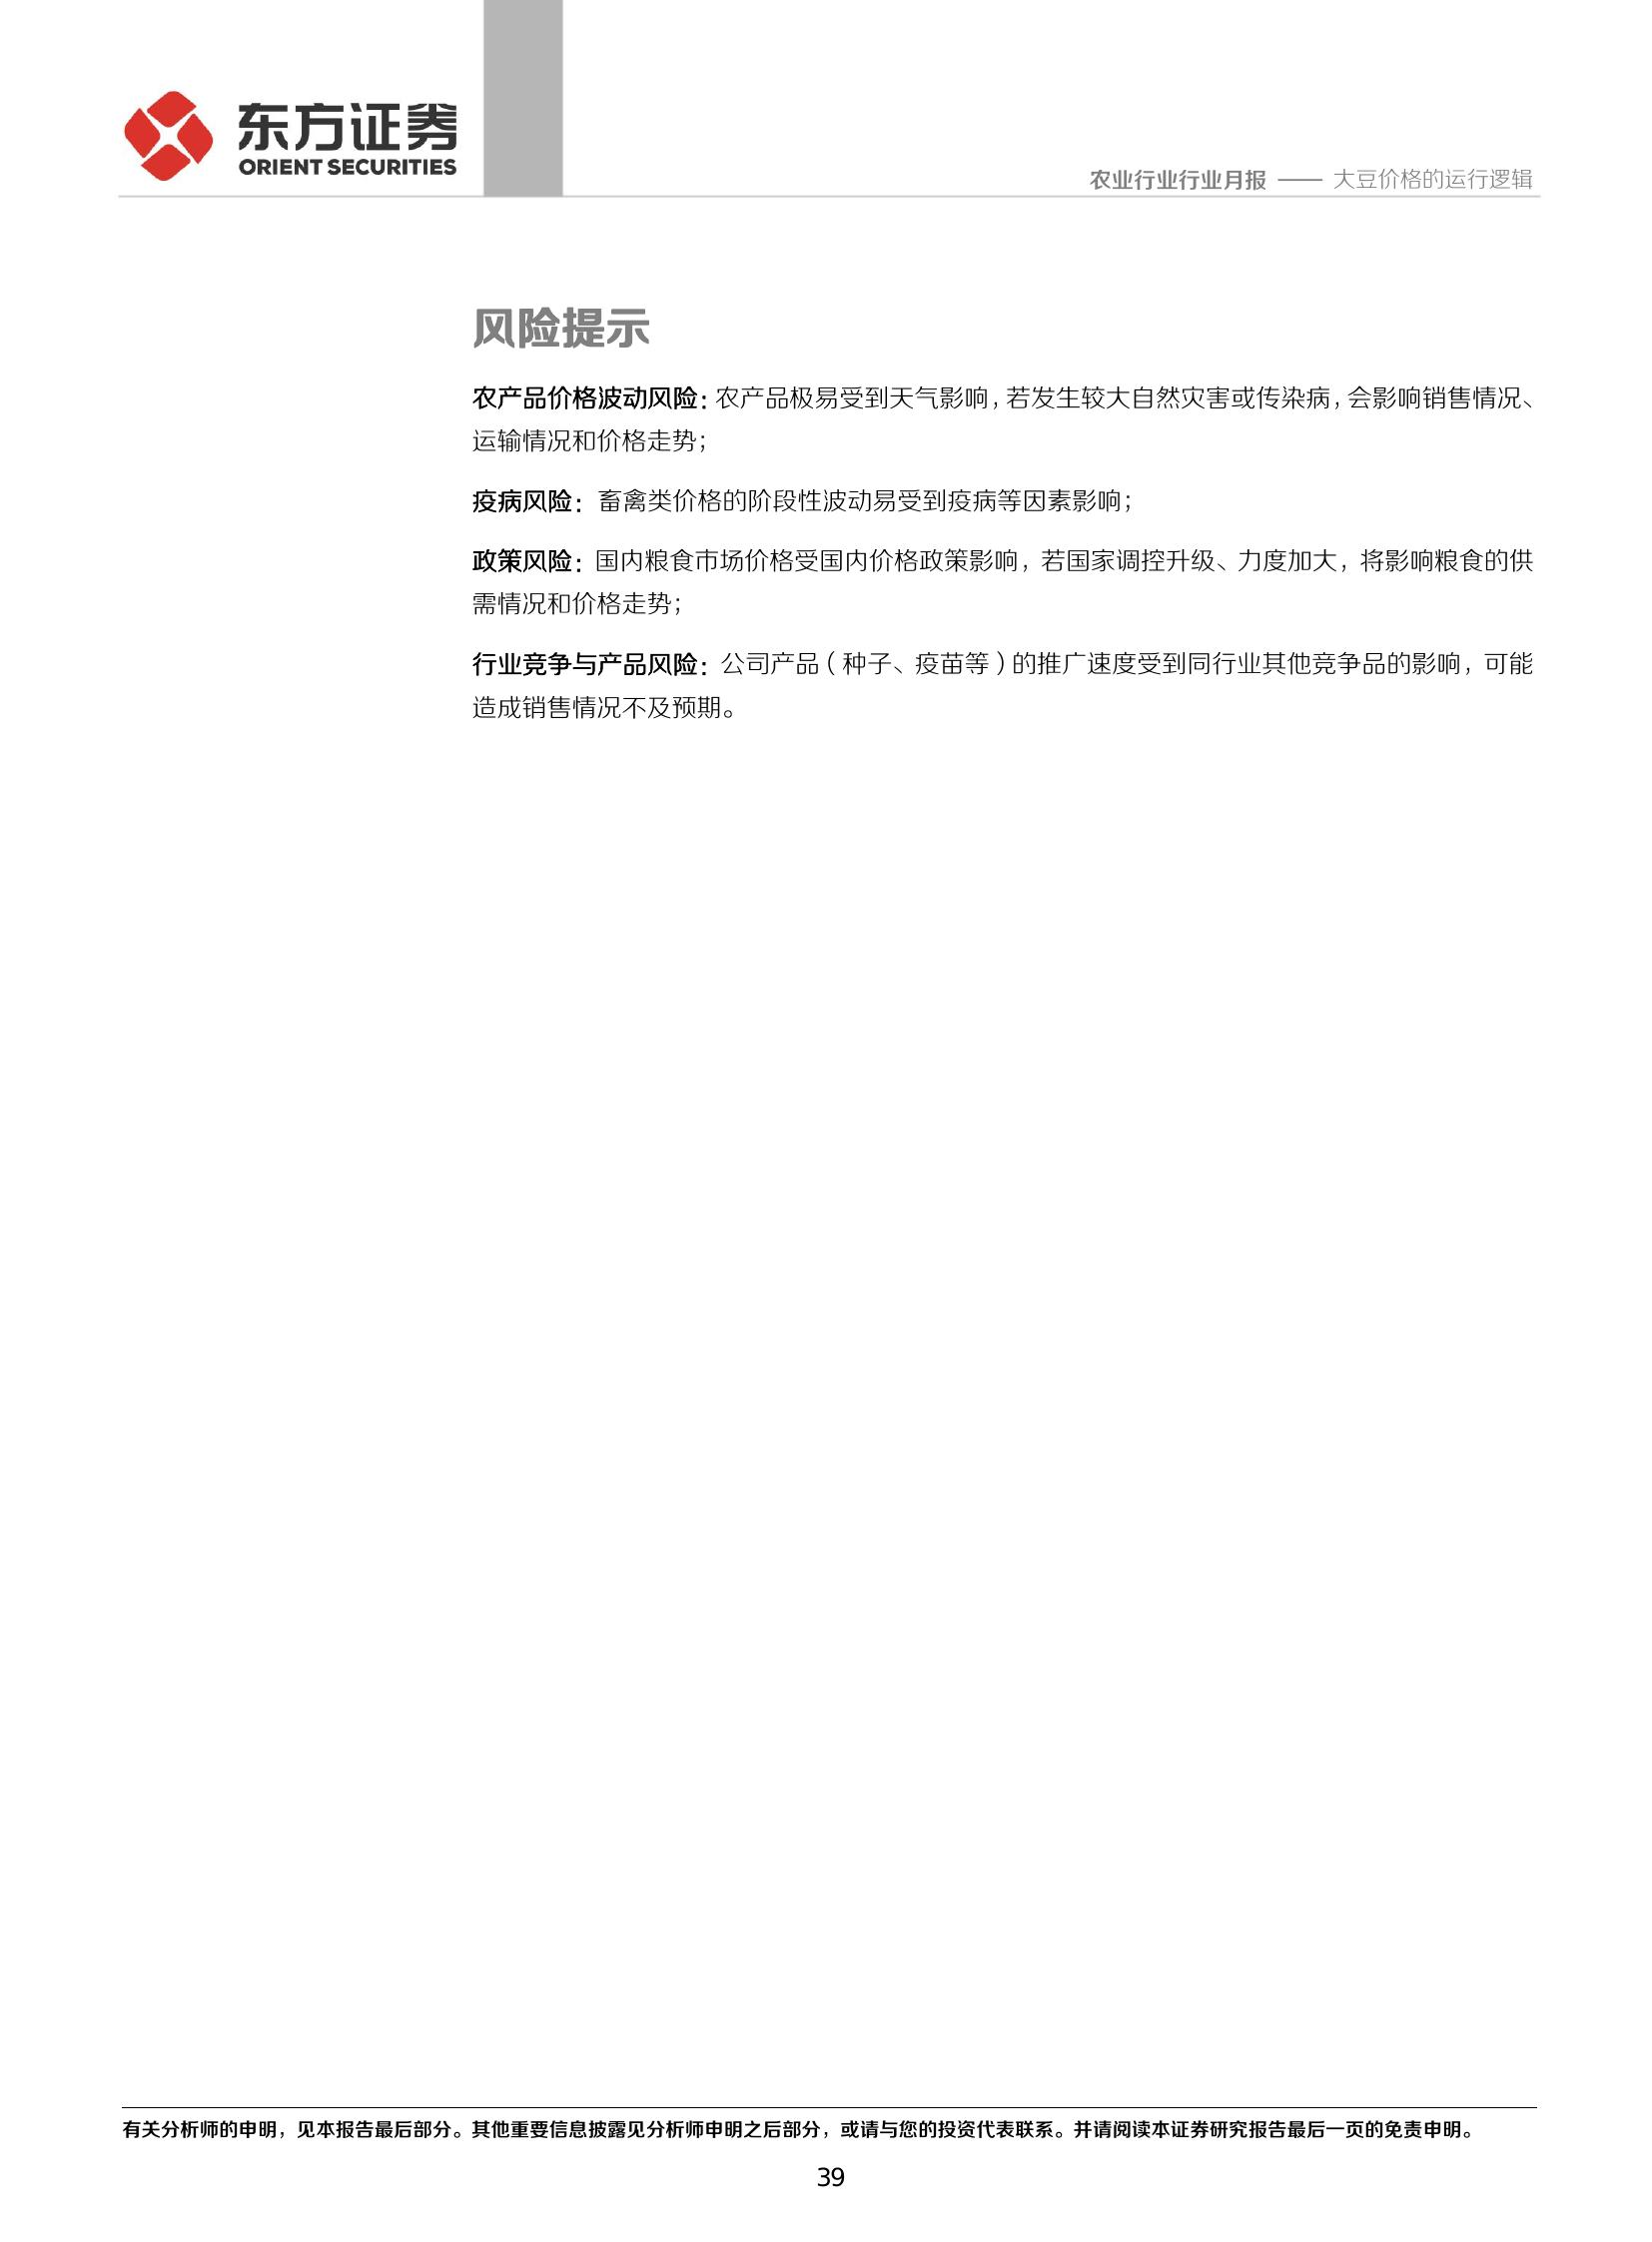 东方证券
ORIENT SECURITIES
农业行业行业月报 —— 大豆价格的运行逻辑
风险提示
农产品价格波动风险：农产品极易受到天气影响，若发生较大自然灾害或传染病，会影响销售情况、
运输情况和价格走势；
疫病风险：畜禽类价格的阶段性波动易受到疫病等因素影响；
政策风险：国内粮食市场价格受国内价格政策影响，若国家调控升级、力度加大，将影响粮食的供
需情况和价格走势；
行业竞争与产品风险：公司产品（种子、疫苗等）的推广速度受到同行业其他竞争品的影响，可能
造成销售情况不及预期。
有关分析师的申明，见本报告最后部分。其他重要信息披露见分析师申明之后部分，或请与您的投资代表联系。并请阅读本证券研究报告最后一页的免责申明。
39